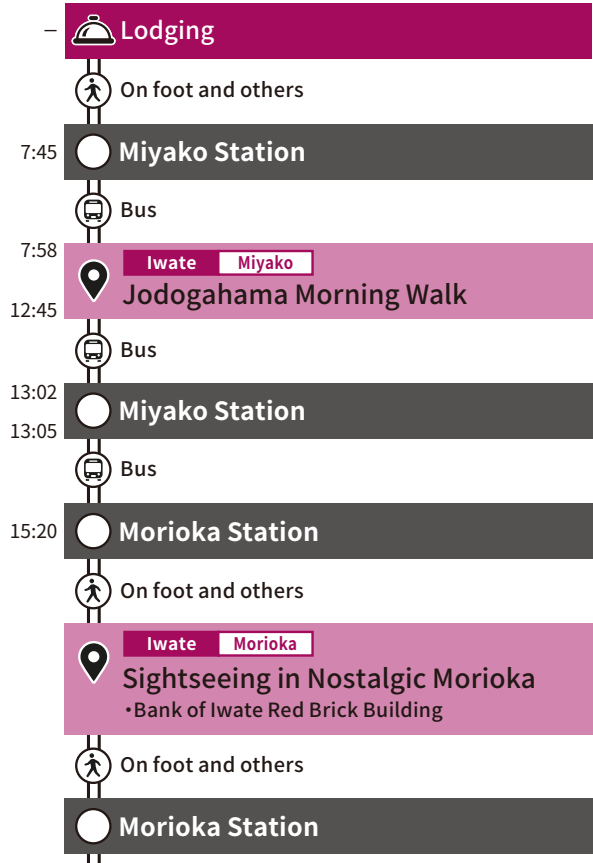 – Lodging
On foot and others
7:45 Miyako Station
Bus
7:58
Iwate Miyako
Jodogahama Morning Walk
12:45
Bus
13:02
Miyako Station
13:05
Bus
15:20 Morioka Station
On foot and others
Iwate Morioka
Sightseeing in Nostalgic Morioka
・Bank of Iwate Red Brick Building
On foot and others
Morioka Station